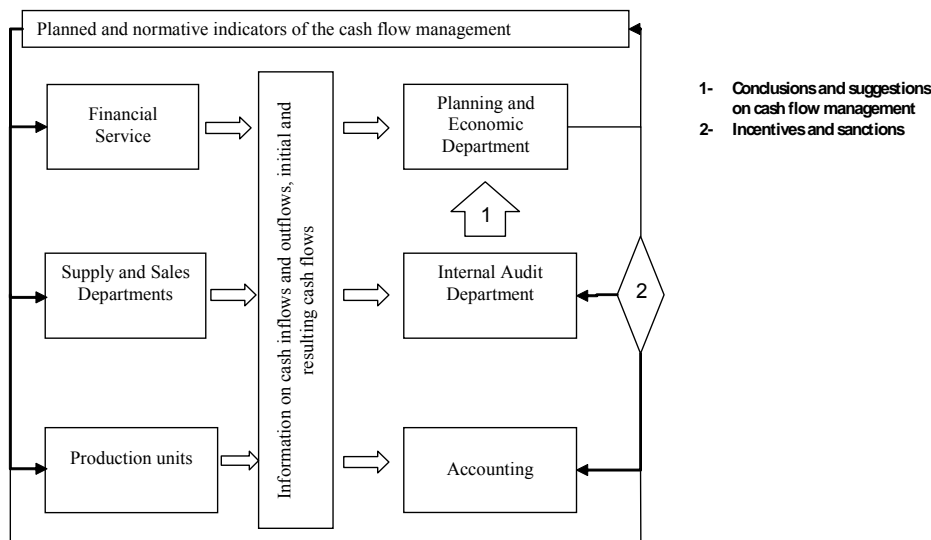 Planned and normative indicators of the cash flow management
Financial
Service
Planning and
Economic
Department
1- Conclusions and suggestions
on cash flow management
2- Incentives and sanctions
Information on cash inflows and outflows, initial and
resulting cash flows
1
Supply and Sales
Departments
Internal Audit
Department
2
Production units
Accounting